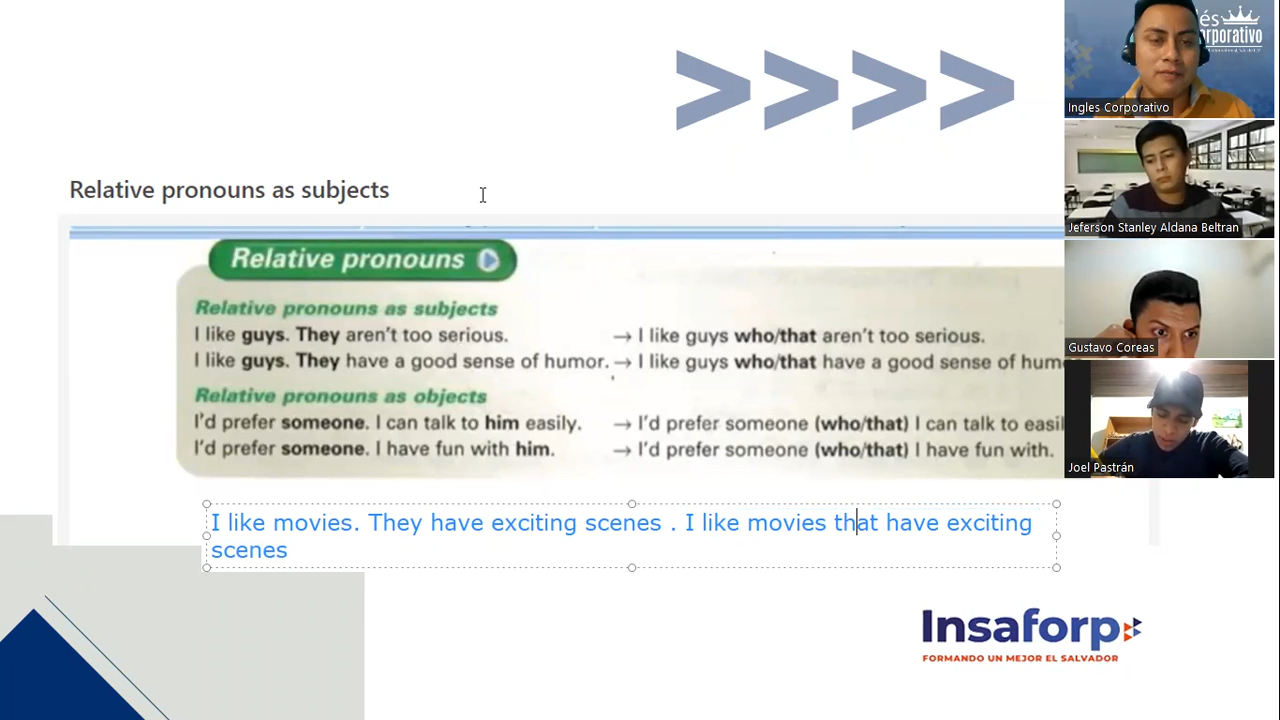 >>>>
és
rporativo
Ingles Corporativo
Relative pronouns as subjects
Jeferson Stanley Aldana Beltran
Relative pronouns
Relative pronouns as subjects
I like guys. They aren't too serious. → I like guys who/that aren't too serious.
I like guys. They have a good sense of humor. → I like guys who/that have a good sense of hum
Gustavo Coreas
Relative pronouns as objects
I'd prefer someone. I can talk to him easily. → I'd prefer someone (who/that) I can talk to easil
I'd prefer someone. I have fun with him. → I'd prefer someone (who/that) I have fun with.
Joel Pastrán
I like movies. They have exciting scenes . I like movies that have exciting
scenes
Insaforp
FORMANDO UN MEJOR EL SALVADOR